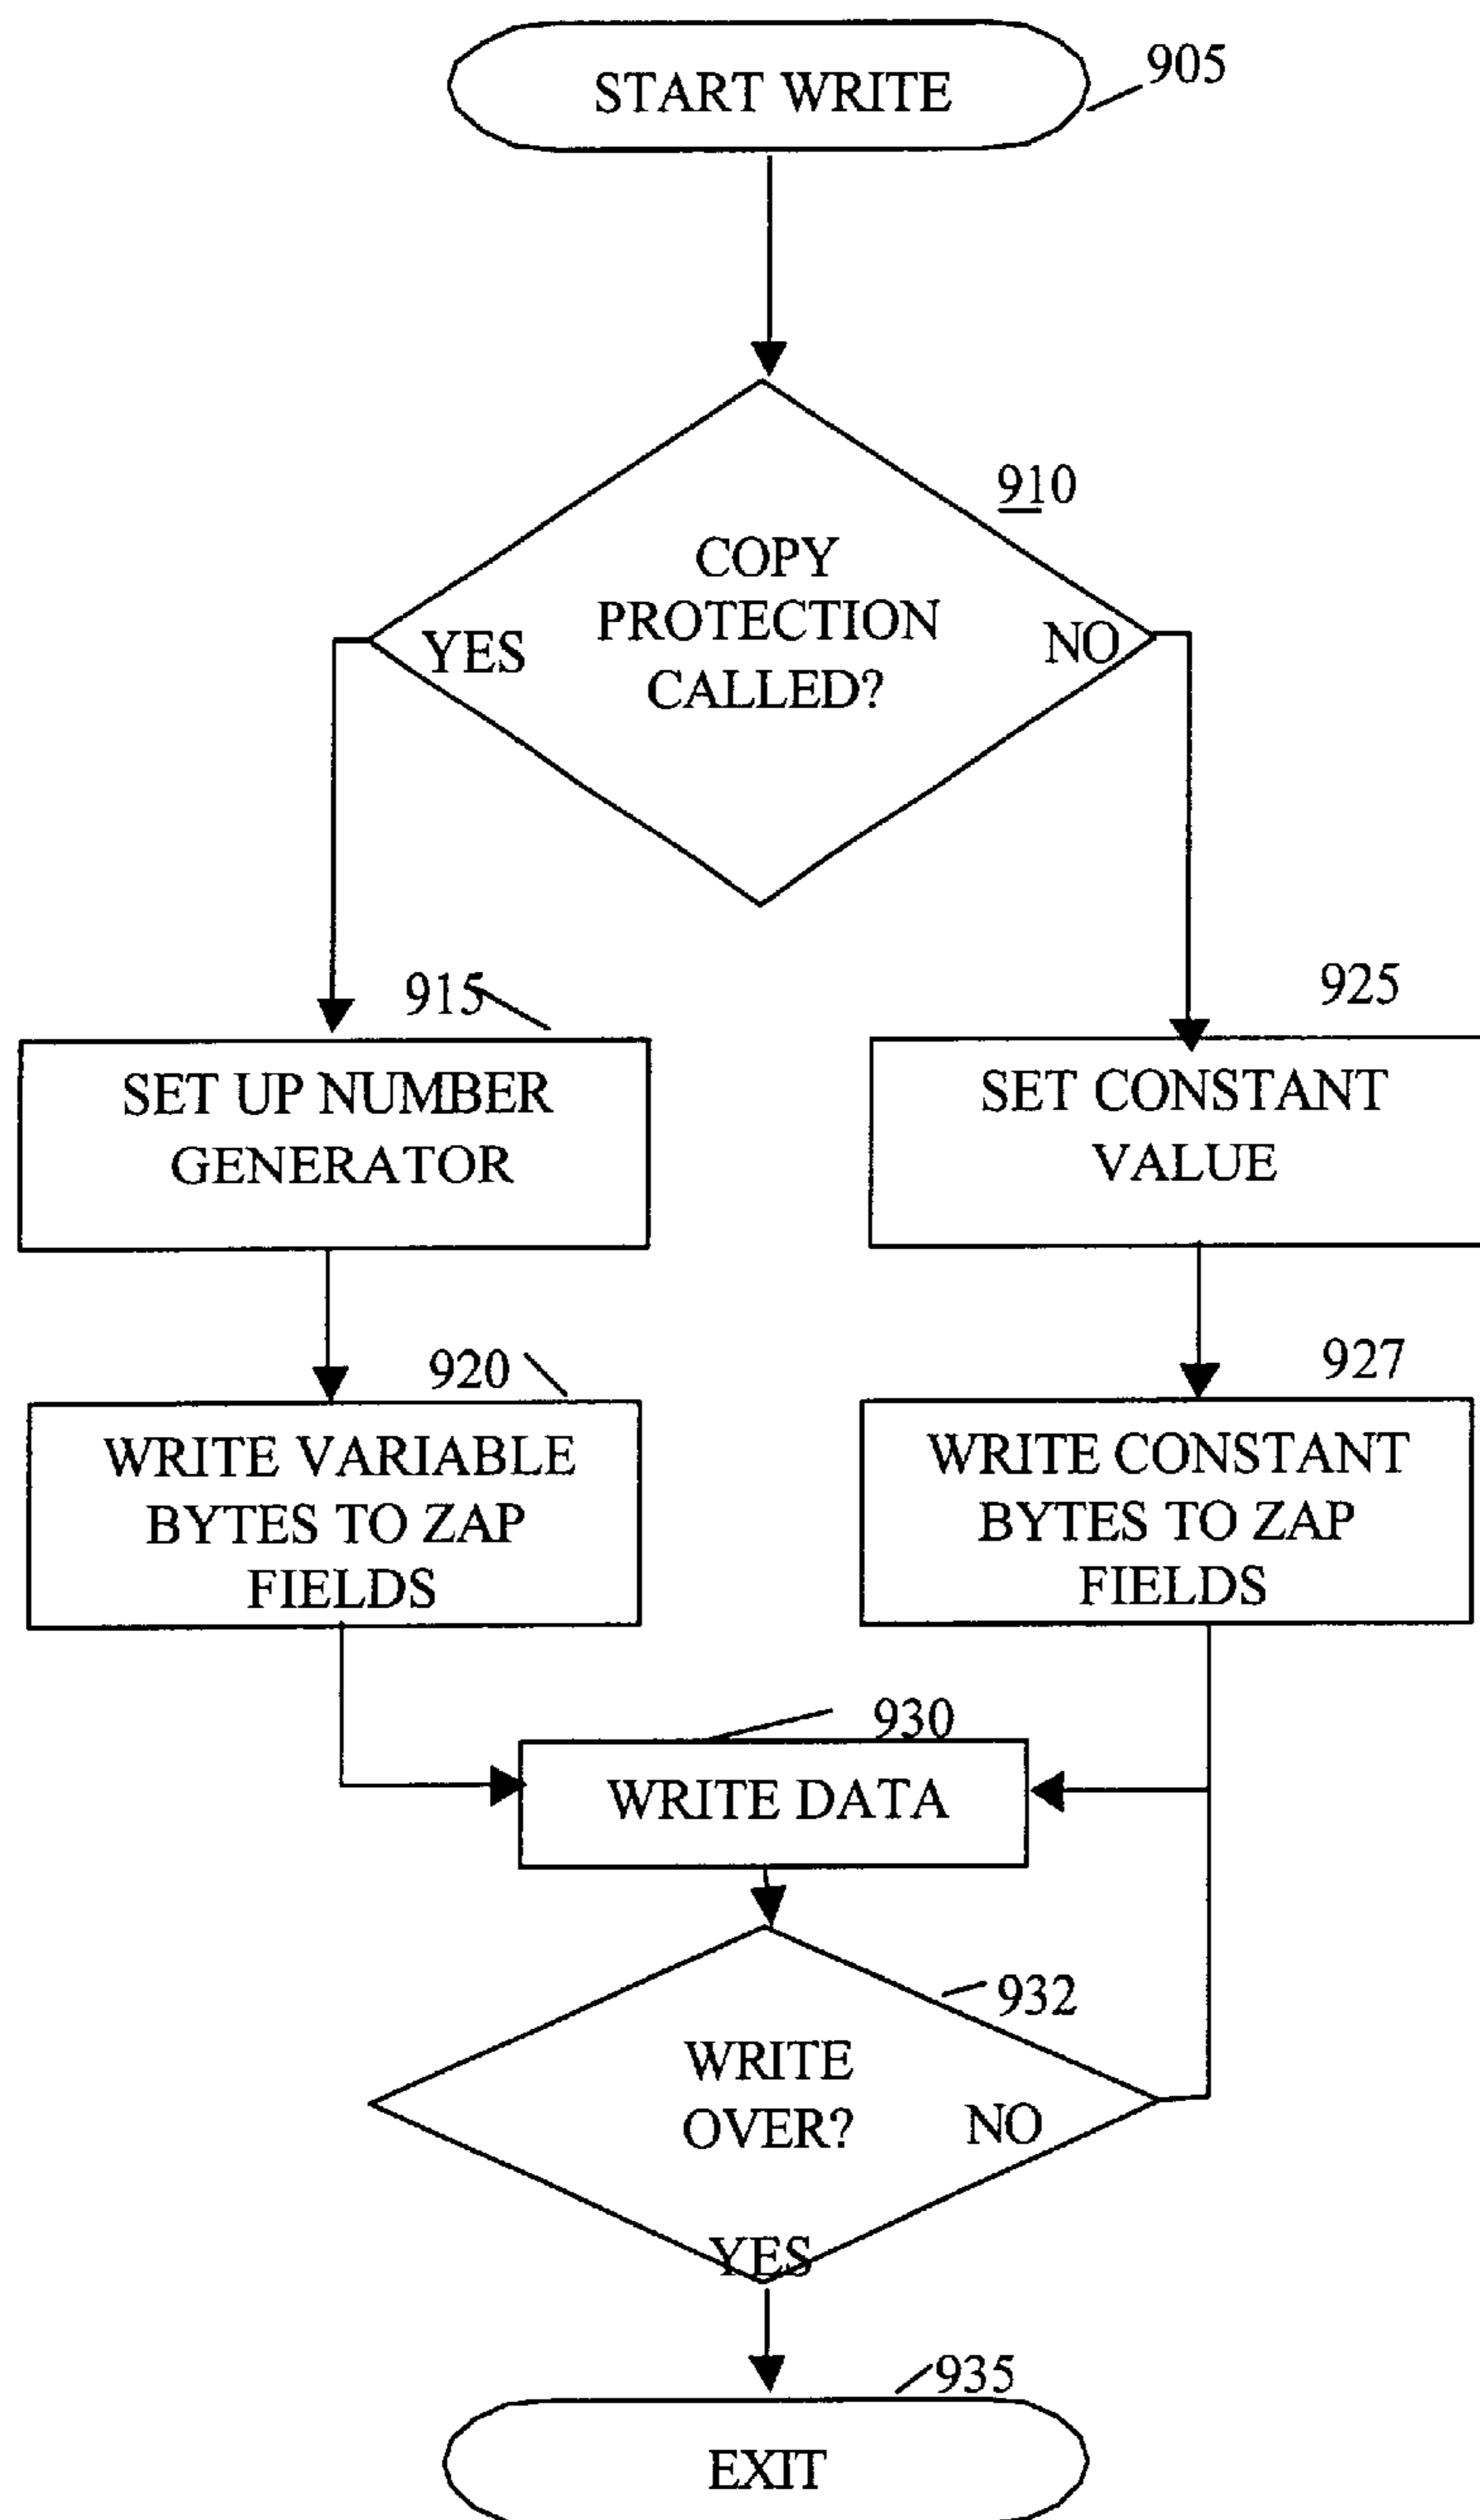 START WRITE
905
910
COPY
PROTECTION
CALLED?
YES
NO
915
925
SET UP NUMBER
GENERATOR
SET CONSTANT
VALUE
920
927
WRITE VARIABLE
BYTES TO ZAP
FIELDS
WRITE CONSTANT
BYTES TO ZAP
FIELDS
930
WRITE DATA
932
WRITE
OVER?
NO
YES
935
EXIT